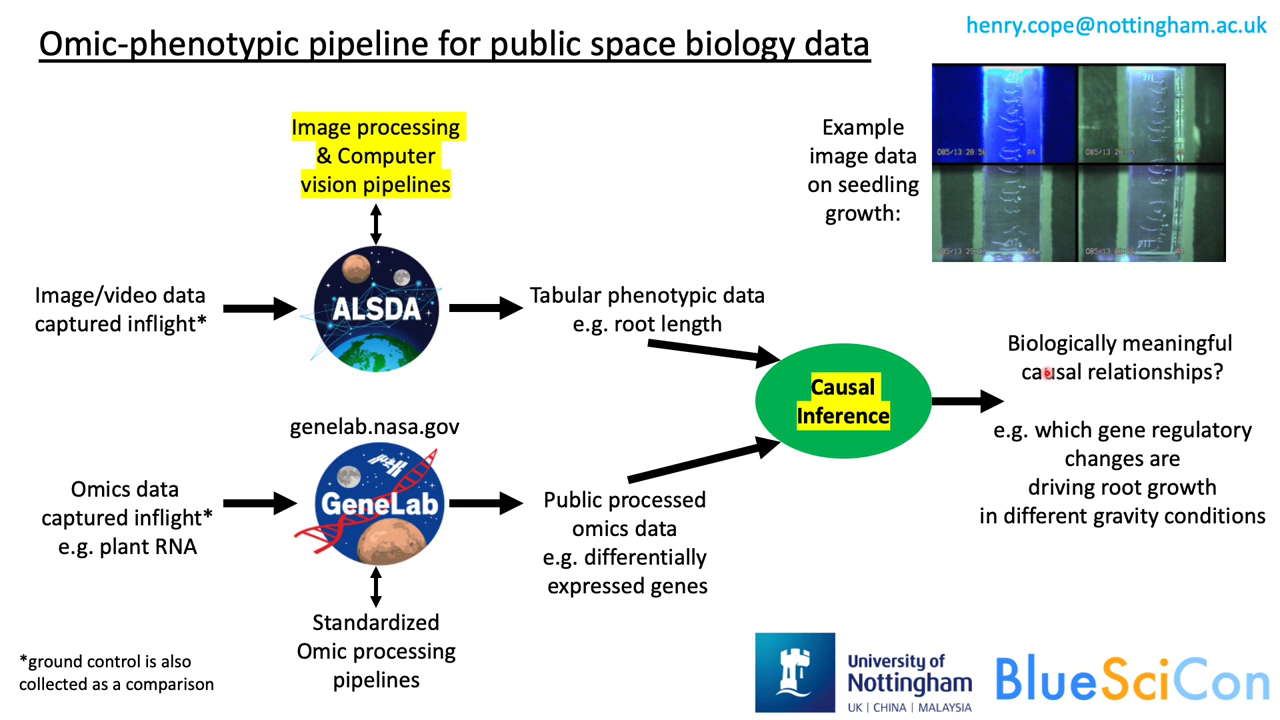 henry.cope@nottingham.ac.uk
Omic-phenotypic pipeline for public space biology data
Image processing
& Computer
vision pipelines
Example
image data
on seedling
growth:
Image/video data
captured inflight*
ALSDA
Tabular phenotypic data
e.g. root length
Causal
Inference
Biologically meaningful
causal relationships?
e.g. which gene regulatory
changes are
driving root growth
in different gravity conditions
genelab.nasa.gov
Omics data
captured inflight*
e.g. plant RNA
GeneLab
Public processed
omics data
e.g. differentially
expressed genes
Standardized
Omic processing
pipelines
*ground control is also
collected as a comparison
University of
Nottingham
UK | CHINA | MALAYSIA
BlueSciCon